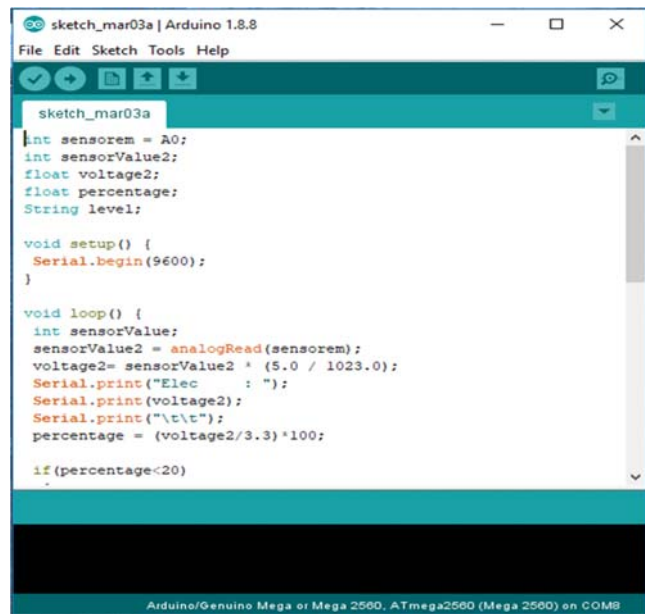 sketch_mar03a | Arduino 1.8.8
File Edit Sketch Tools Help
sketch_mar03a
int sensorem = A0;
int sensorValue2;
float voltage2;
float percentage;
String level;
void setup() {
Serial.begin(9600);
}
void loop() {
int sensorValue;
sensorValue2 = analogRead(sensorem);
voltage2= sensorValue2 * (5.0 / 1023.0);
Serial.print("Elec     : ");
Serial.print(voltage2);
Serial.print("\t\t");
percentage = (voltage2/3.3)*100;
if(percentage<20)
Arduino/Genuino Mega or Mega 2560, ATmega2560 (Mega 2560) on COM8